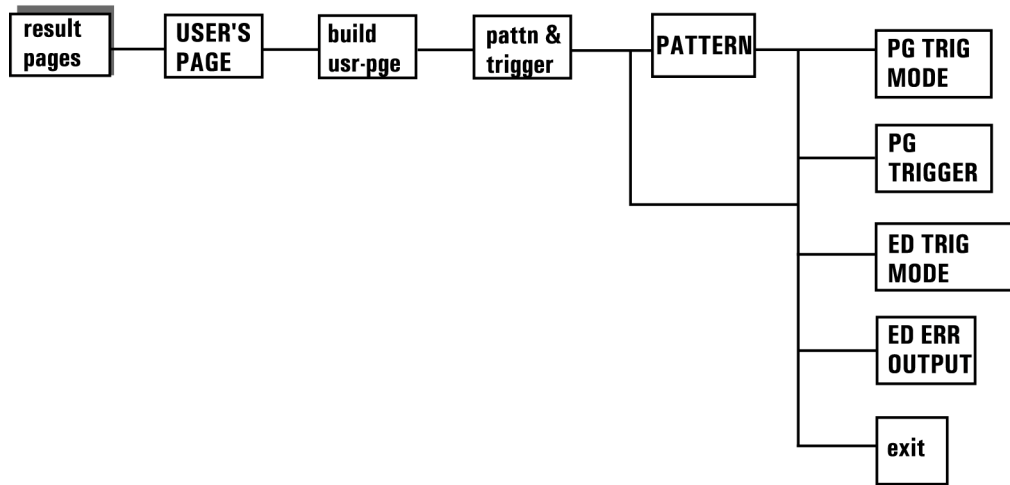 result
pages
USER'S
PAGE
build
usr-pge
pattn &
trigger
PATTERN
PG TRIG
MODE
PG
TRIGGER
ED TRIG
MODE
ED ERR
OUTPUT
exit